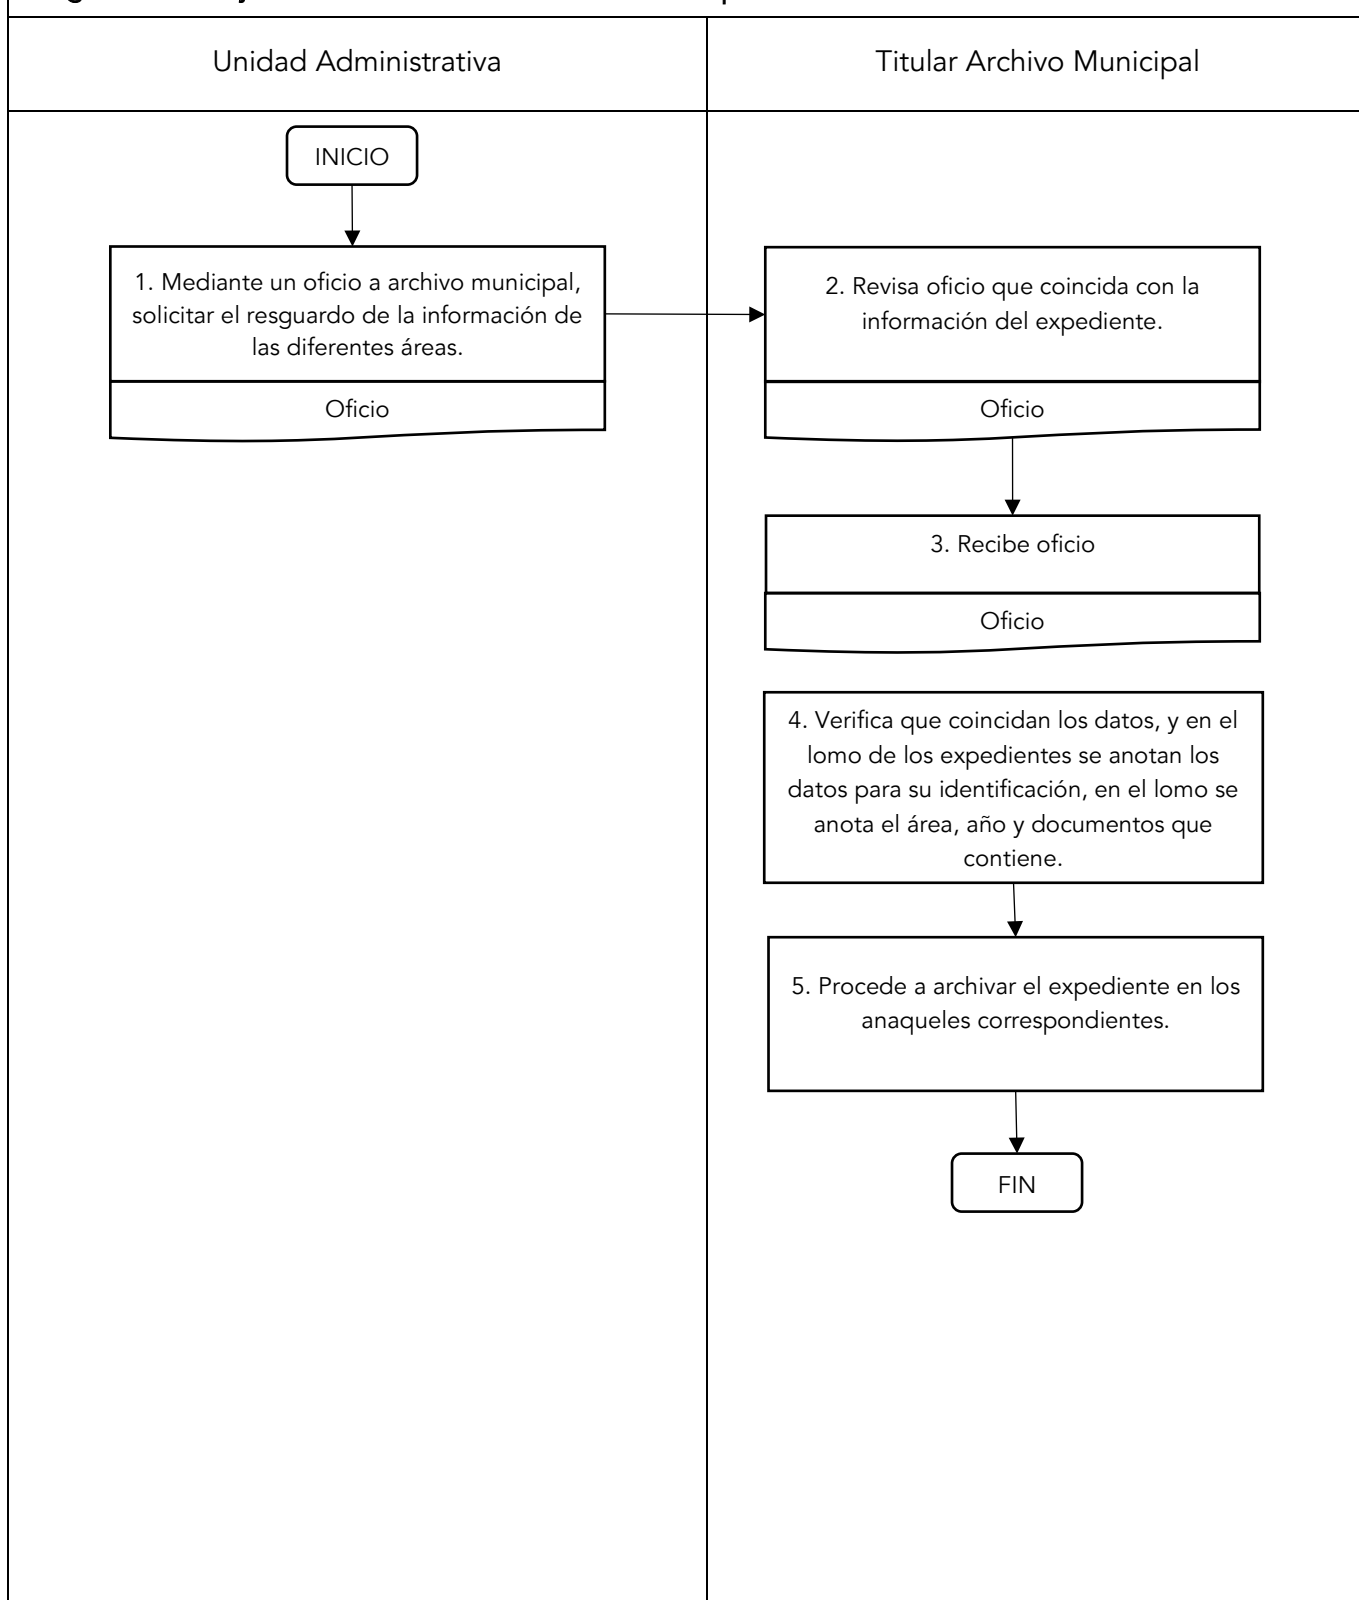 Unidad Administrativa
Titular Archivo Municipal
INICIO
1. Mediante un oficio a archivo municipal,
solicitar el resguardo de la información de
las diferentes áreas.
Oficio
2. Revisa oficio que coincida con la
información del expediente.
Oficio
3. Recibe oficio
Oficio
4. Verifica que coincidan los datos, y en el
lomo de los expedientes se anotan los
datos para su identificación, en el lomo se
anota el área, año y documentos que
contiene.
5. Procede a archivar el expediente en los
anaqueles correspondientes.
FIN